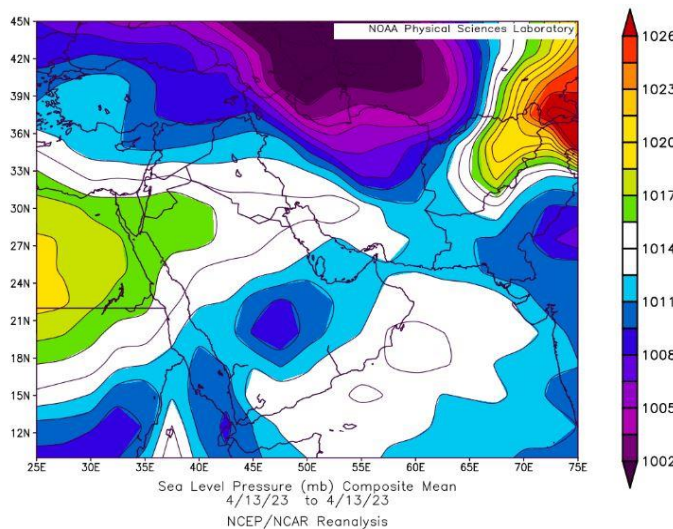 NOAA Physical Sciences Laboratory
45N
42N
39N
36N
33N
30N
27N
24N
21N
18N
15N
12N
25E 30E 35E 40E 45E 50E 55E 60E 65E 70E 75E
1026
1023
1020
1017
1014
1011
1008
1005
1002
Sea Level Pressure (mb) Composite Mean
4/13/23 to 4/13/23
NCEP/NCAR Reanalysis